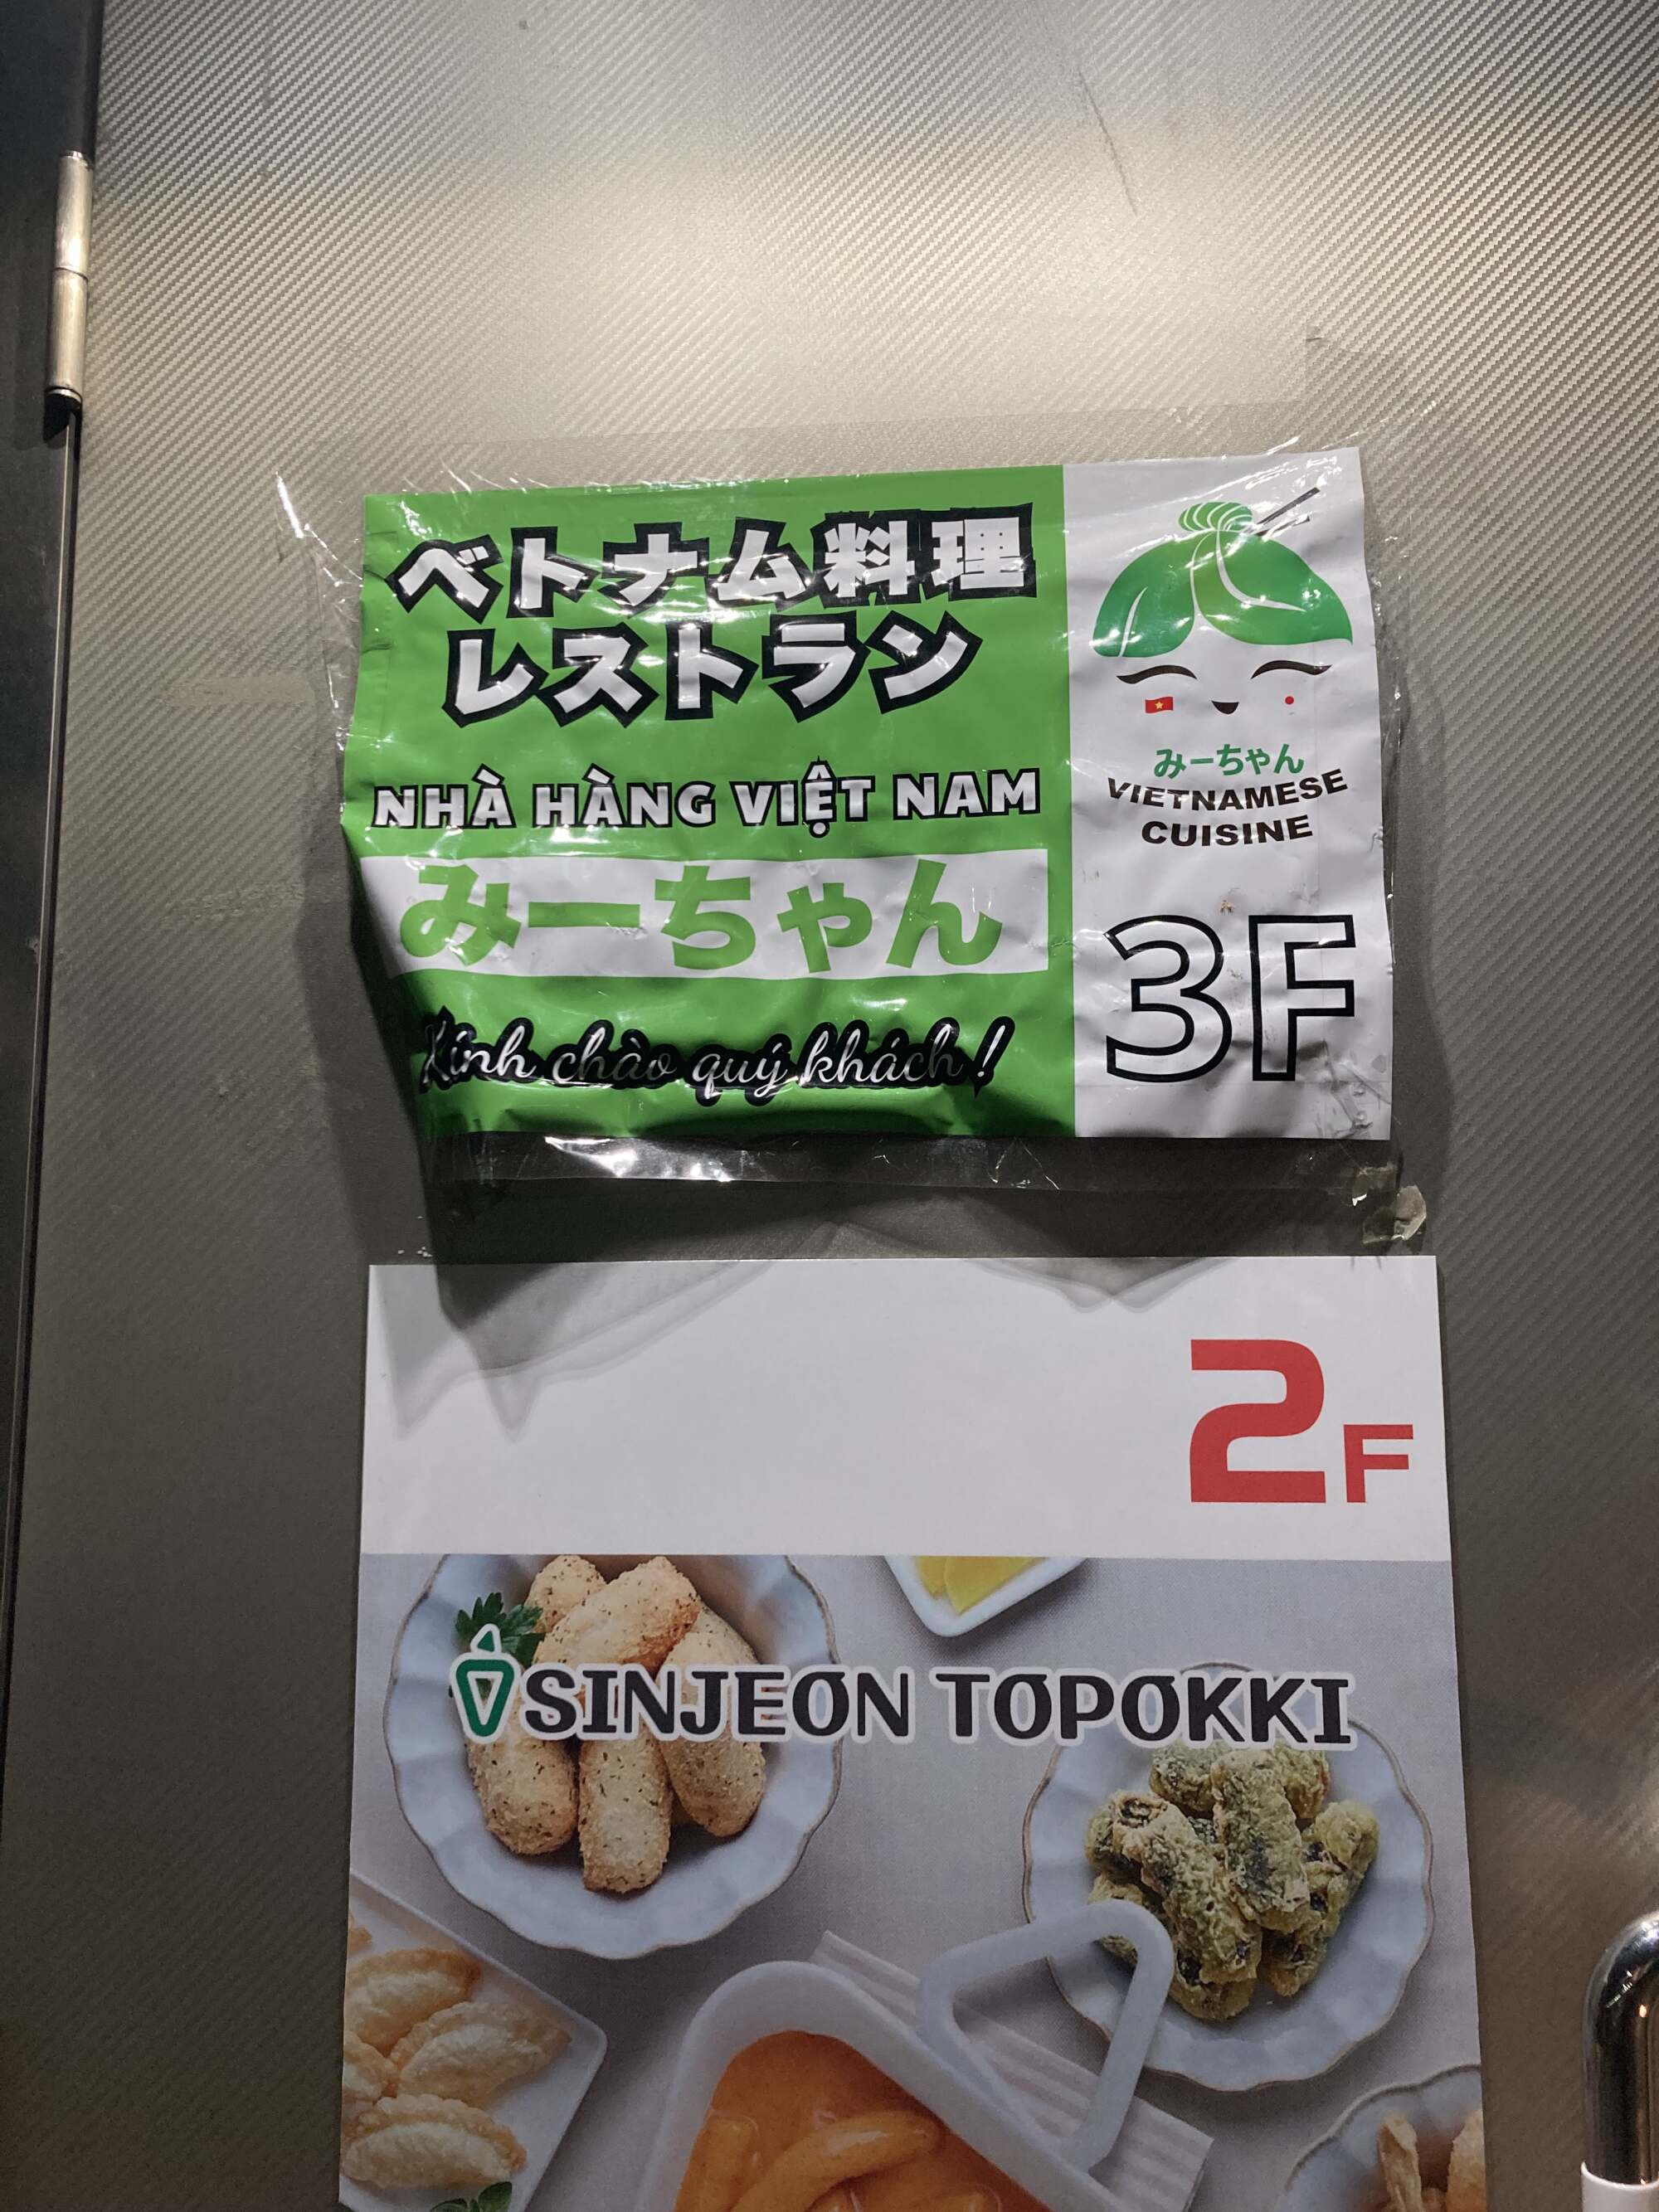 ベトナム料理
レストラン
NHÀ HÀNG VIỆT NAM
みーちゃん
Kính chào quý khách!
みーちゃん
VIETNAMESE
CUISINE
3F
2F
SINJEON TOPOKKI